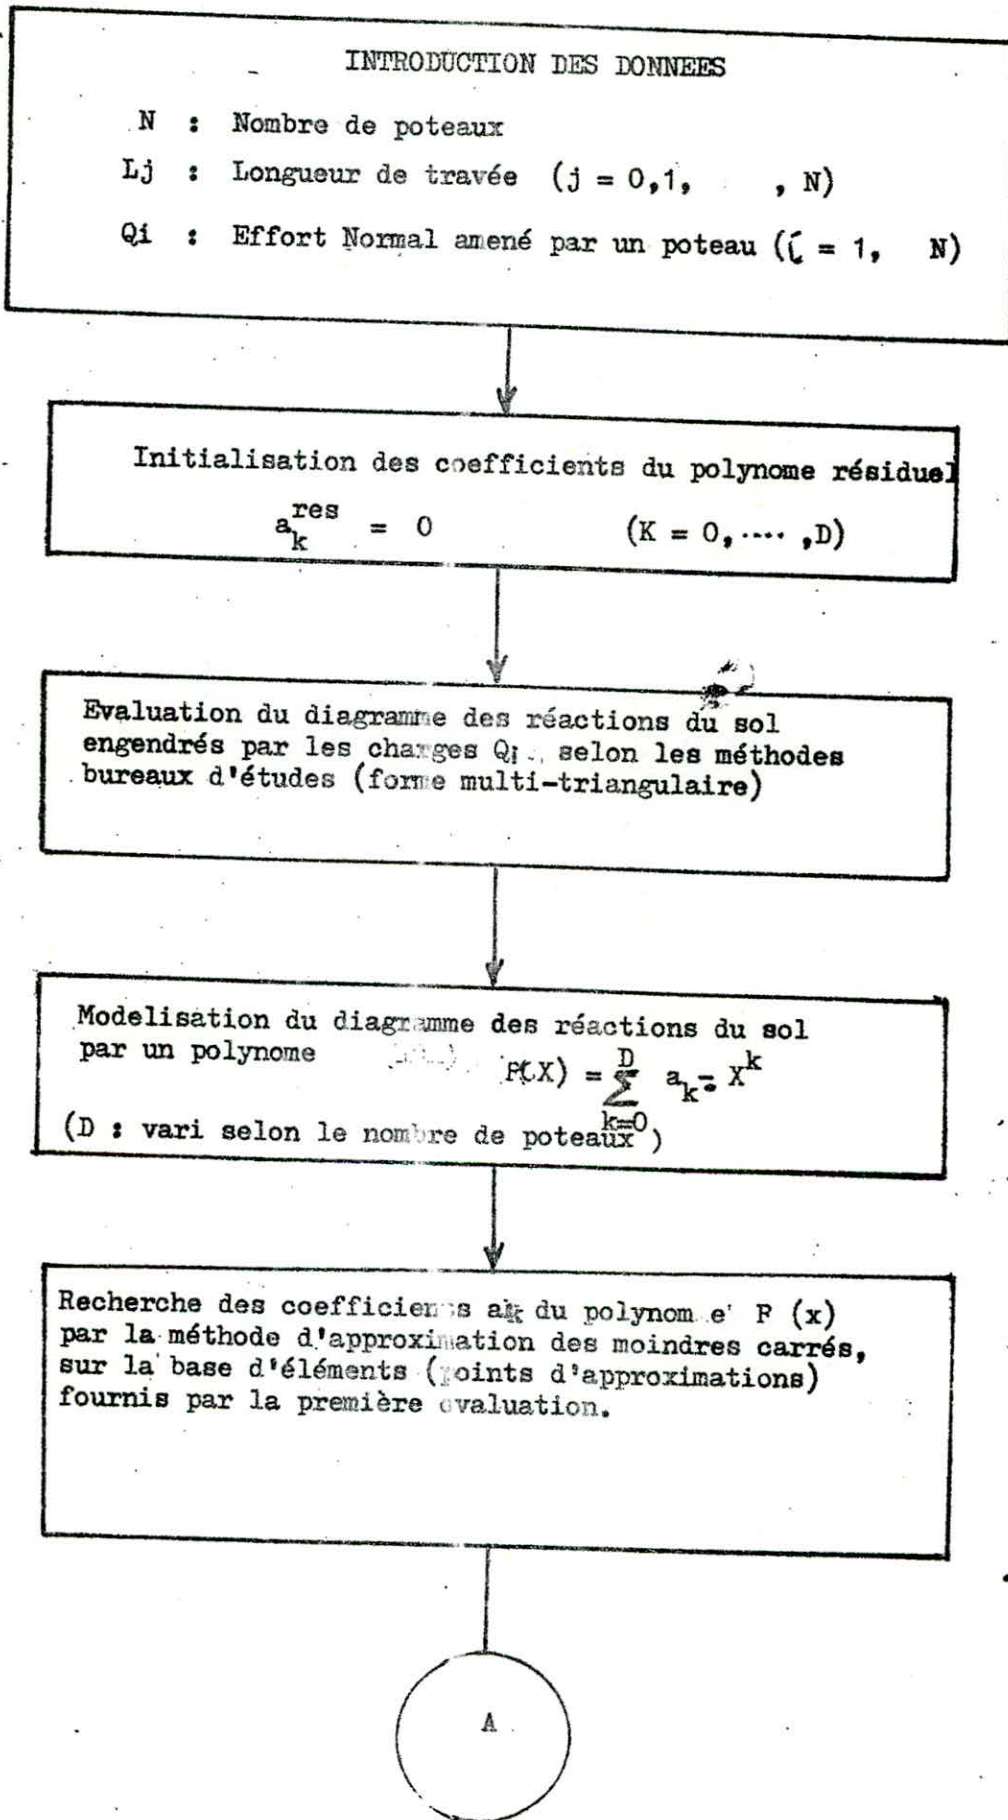 INTRODUCTION DES DONNEES
N : Nombre de poteaux
Lj : Longueur de travée (j = 0,1, , N)
Qi : Effort Normal amené par un poteau (i = 1, N)
Initialisation des coefficients du polynome résiduel
a_k^res = 0 (K = 0,.... ,D)
Evaluation du diagramme des réactions du sol
engendrés par les charges Qi , selon les méthodes
bureaux d'études (forme multi-triangulaire)
Modelisation du diagramme des réactions du sol
par un polynome P(X) = ∑_{k=0}^{D} a_k . X^k
(D : vari selon le nombre de poteaux )
Recherche des coefficients ak du polynom e' P (x)
par la méthode d'approximation des moindres carrés,
sur la base d'éléments (points d'approximations)
fournis par la première evaluation.
A